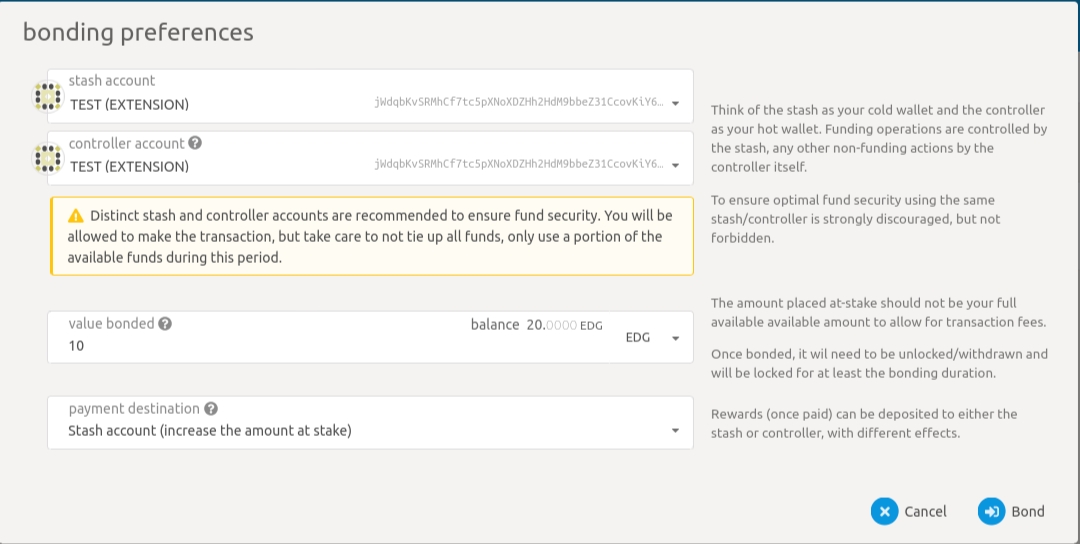 bonding preferences
stash account
TEST (EXTENSION)
jWdqbKvSRMhCf7tc5pXNoXDZHh2HdM9bbeZ31CcovKiY6…
controller account
TEST (EXTENSION)
jWdqbKvSRMhCf7tc5pXNoXDZHh2HdM9bbeZ31CcovKiY6…
Distinct stash and controller accounts are recommended to ensure fund security. You will be
allowed to make the transaction, but take care to not tie up all funds, only use a portion of the
available funds during this period.
value bonded
balance 20.0000 EDG
10
EDG
payment destination
Stash account (increase the amount at stake)
Think of the stash as your cold wallet and the controller
as your hot wallet. Funding operations are controlled by
the stash, any other non-funding actions by the
controller itself.
To ensure optimal fund security using the same
stash/controller is strongly discouraged, but not
forbidden.
The amount placed at-stake should not be your full
available available amount to allow for transaction fees.
Once bonded, it wil need to be unlocked/withdrawn and
will be locked for at least the bonding duration.
Rewards (once paid) can be deposited to either the
stash or controller, with different effects.
Cancel
Bond